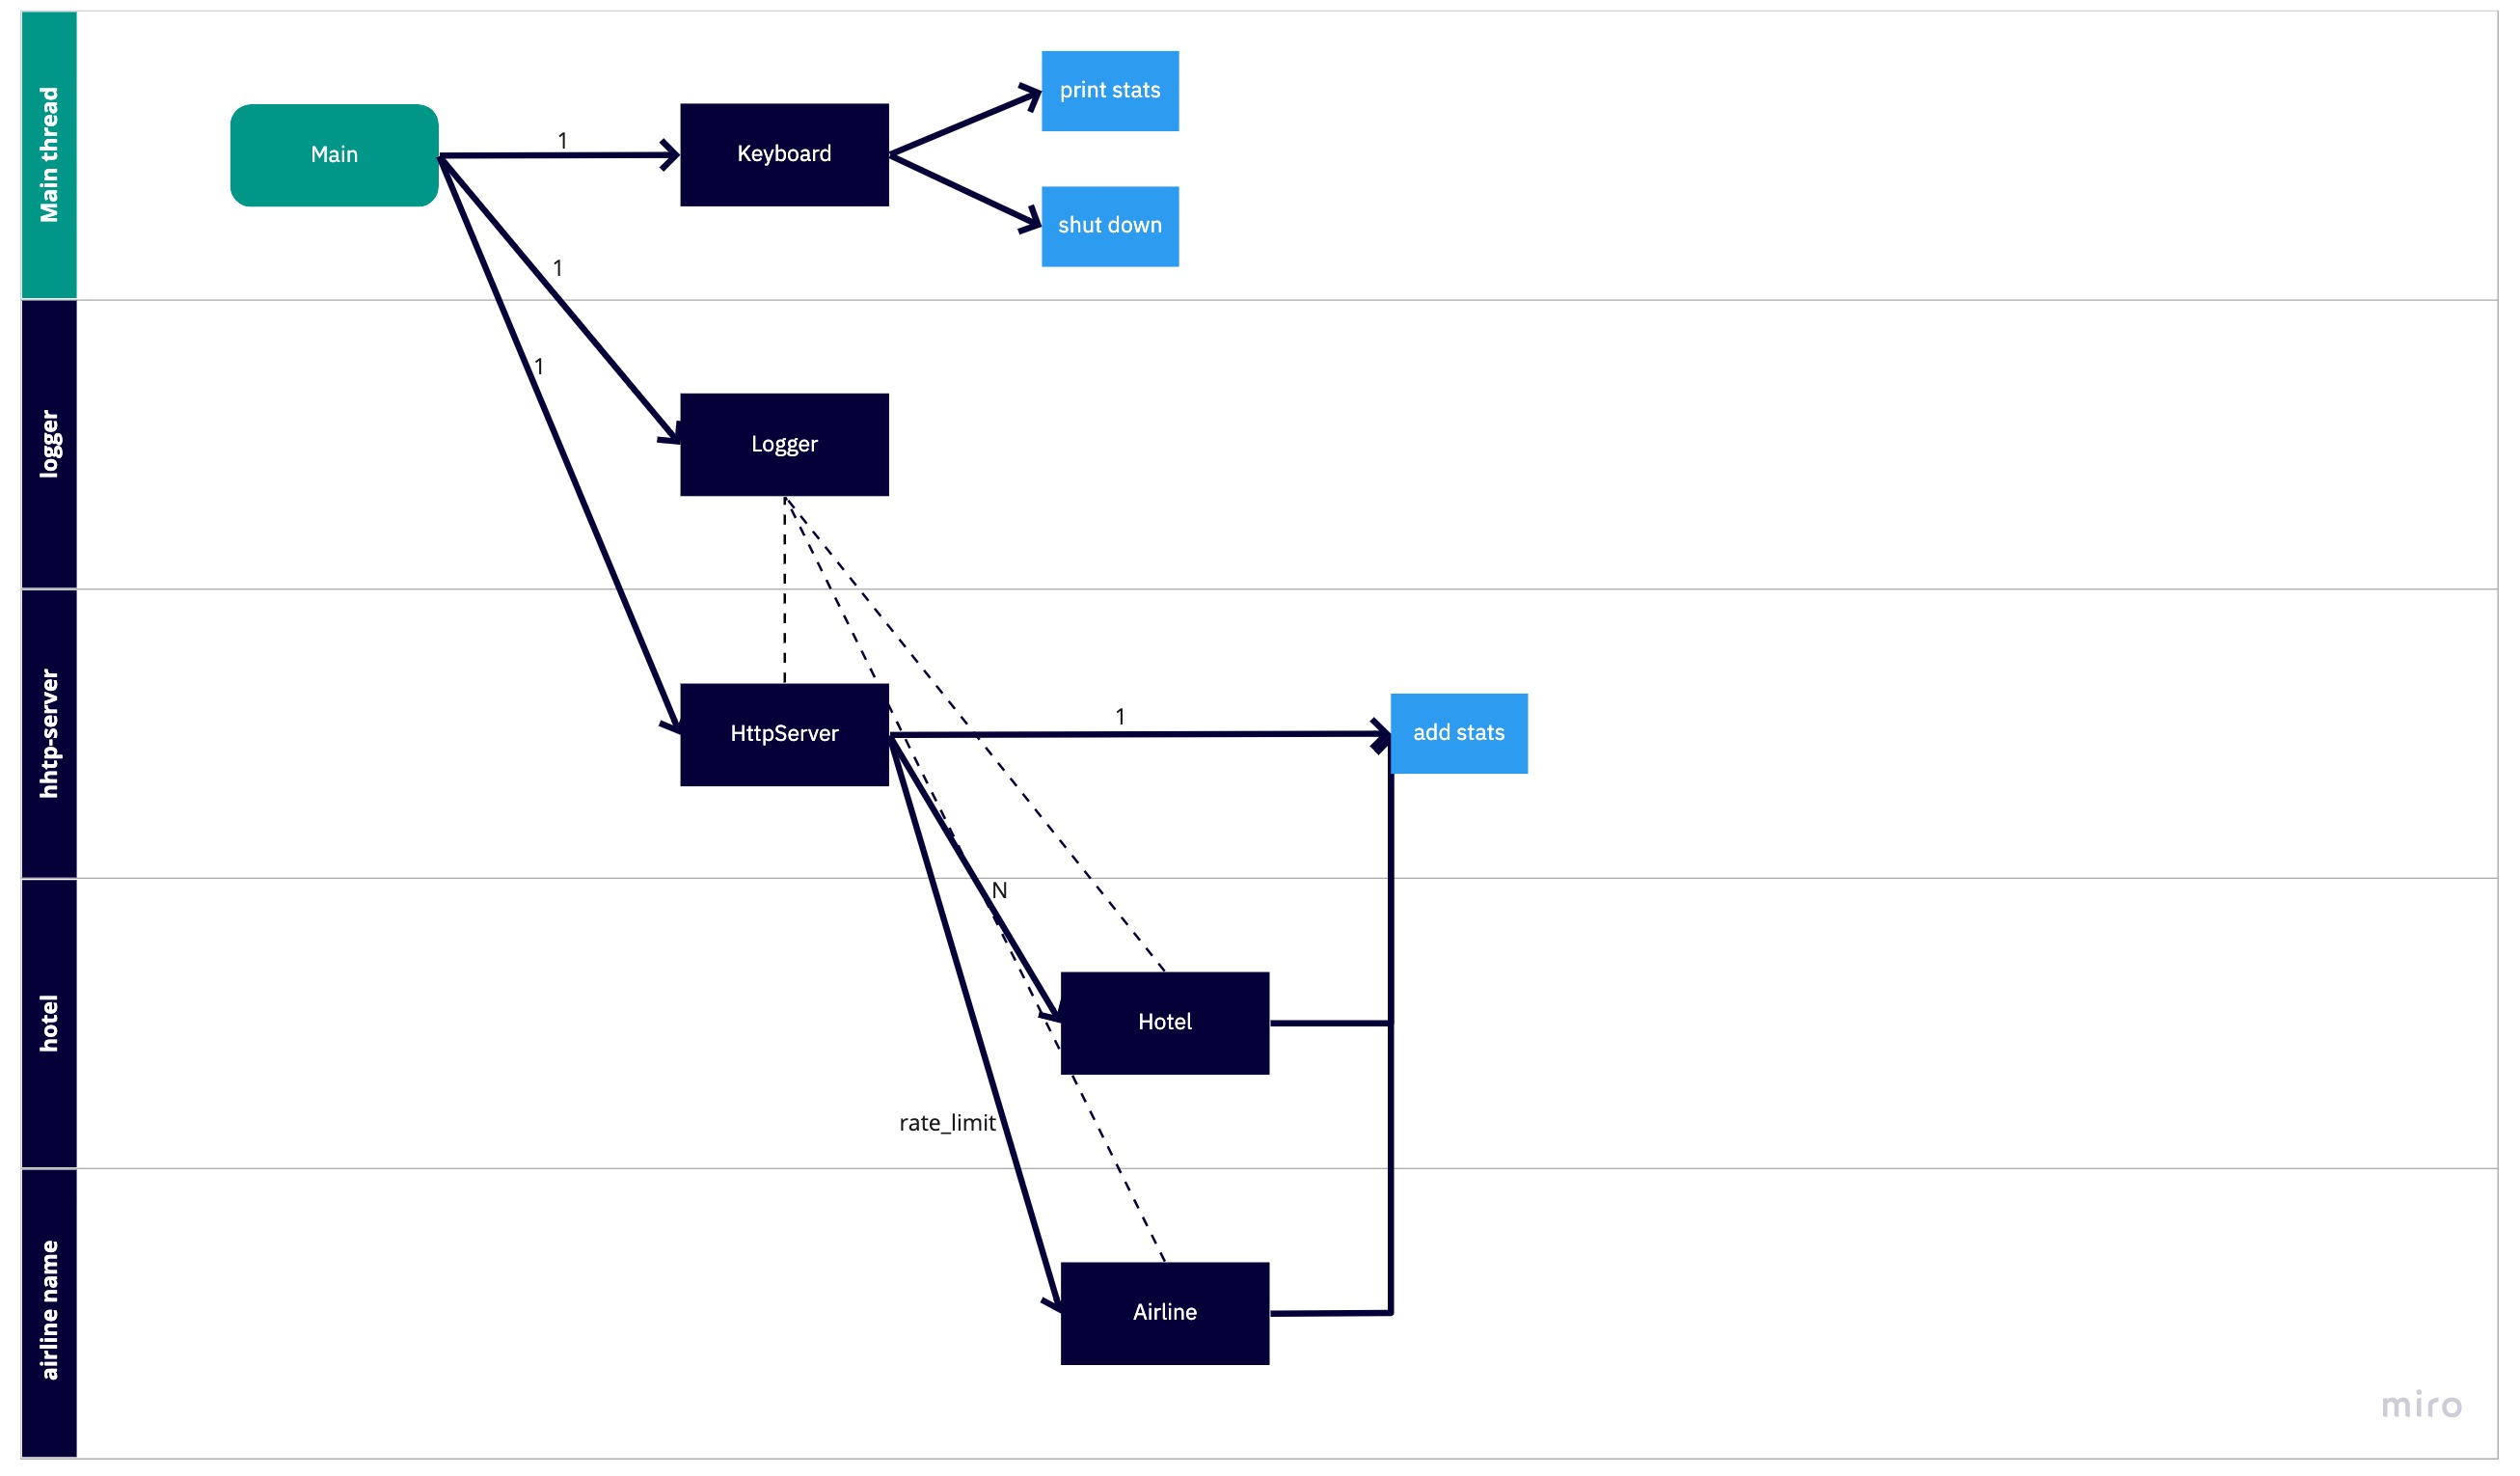 Main thread
Main
1
Keyboard
print stats
shut down
1
1
logger
Logger
hhtp-server
HttpServer
1
add stats
N
hotel
Hotel
rate_limit
airline name
Airline
miro